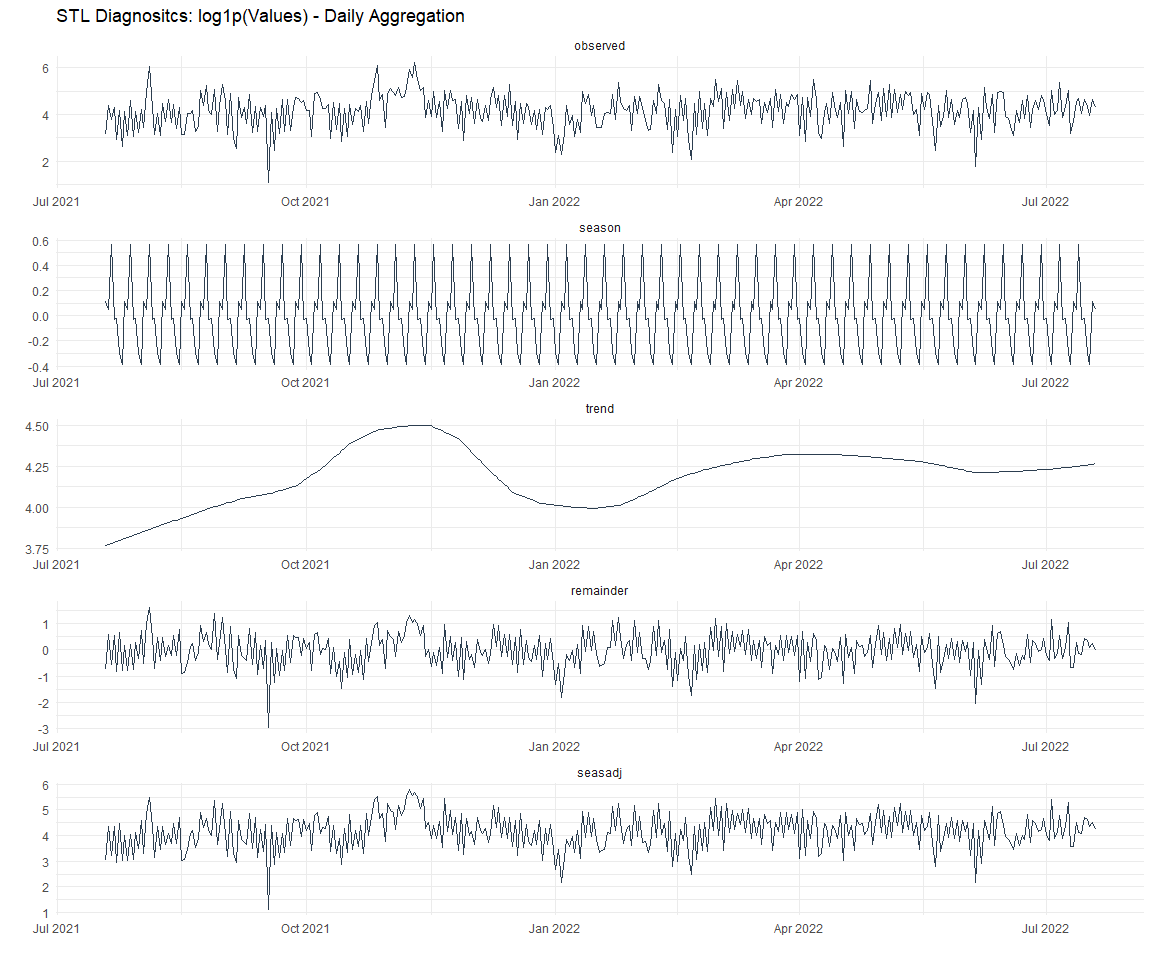 STL Diagnositcs: log1p(Values) - Daily Aggregation
observed
6
4
2
Jul 2021 Oct 2021 Jan 2022 Apr 2022 Jul 2022
season
0.6
0.4
0.2
0.0
-0.2
-0.4
Jul 2021 Oct 2021 Jan 2022 Apr 2022 Jul 2022
trend
4.50
4.25
4.00
3.75
Jul 2021 Oct 2021 Jan 2022 Apr 2022 Jul 2022
remainder
1
0
-1
-2
-3
Jul 2021 Oct 2021 Jan 2022 Apr 2022 Jul 2022
seasadj
6
5
4
3
2
1
Jul 2021 Oct 2021 Jan 2022 Apr 2022 Jul 2022